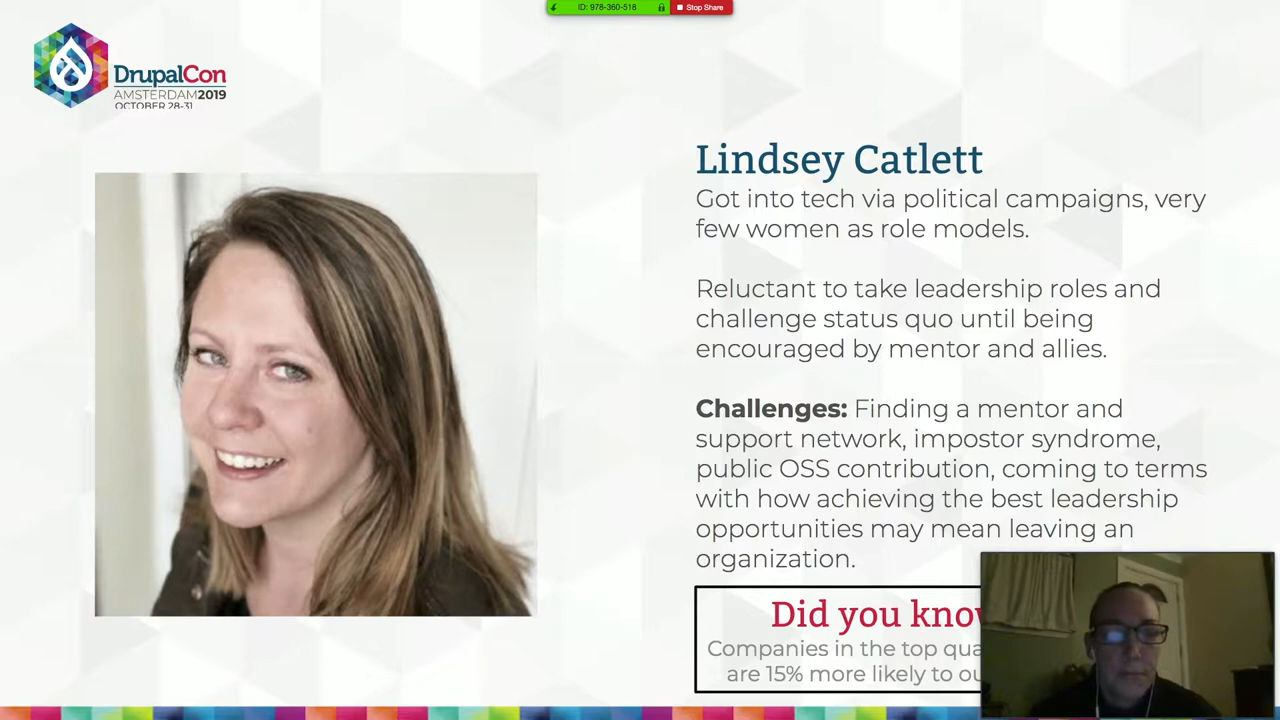 ID: 978-360-518
Stop Share
DrupalCon
AMSTERDAM2019
OCTOBER 28-31
Lindsey Catlett
Got into tech via political campaigns, very
few women as role models.
Reluctant to take leadership roles and
challenge status quo until being
encouraged by mentor and allies.
Challenges: Finding a mentor and
support network, impostor syndrome,
public OSS contribution, coming to terms
with how achieving the best leadership
opportunities may mean leaving an
organization.
Did you know
Companies in the top
are 15% more likely to